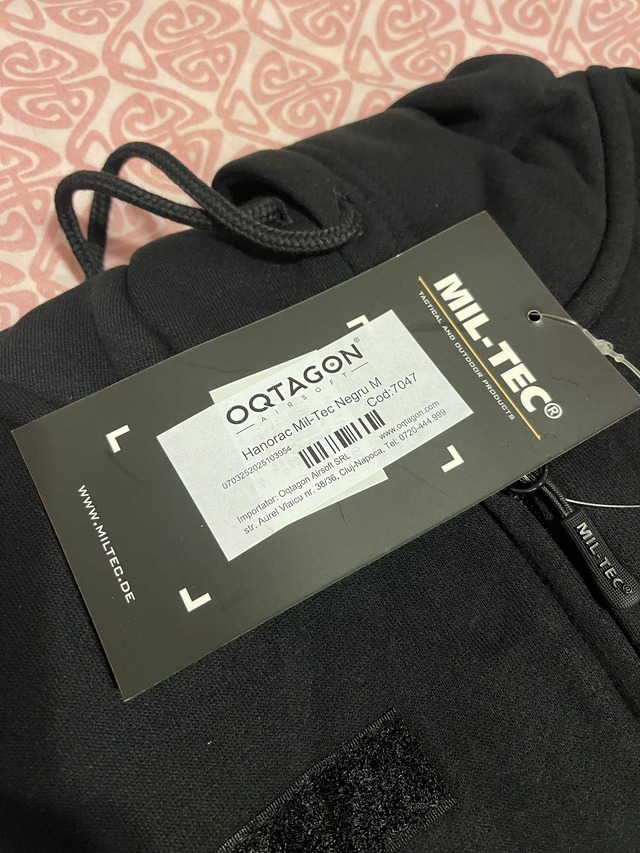 MIL-TEC®
TACTICAL AND OUTDOOR PRODUCTS
OQTAGON®
AIRSOFT
Hanorac Mil-Tec Negru M
Cod:7047
0703252025103954
www.oqtagon.com
Importator: Oqtagon Airsoft SRL
str. Aurel Vlaicu nr. 38/36, Cluj-Napoca, Tel: 0720-444.999
WWW.MILTEC.DE
MIL-TEC®